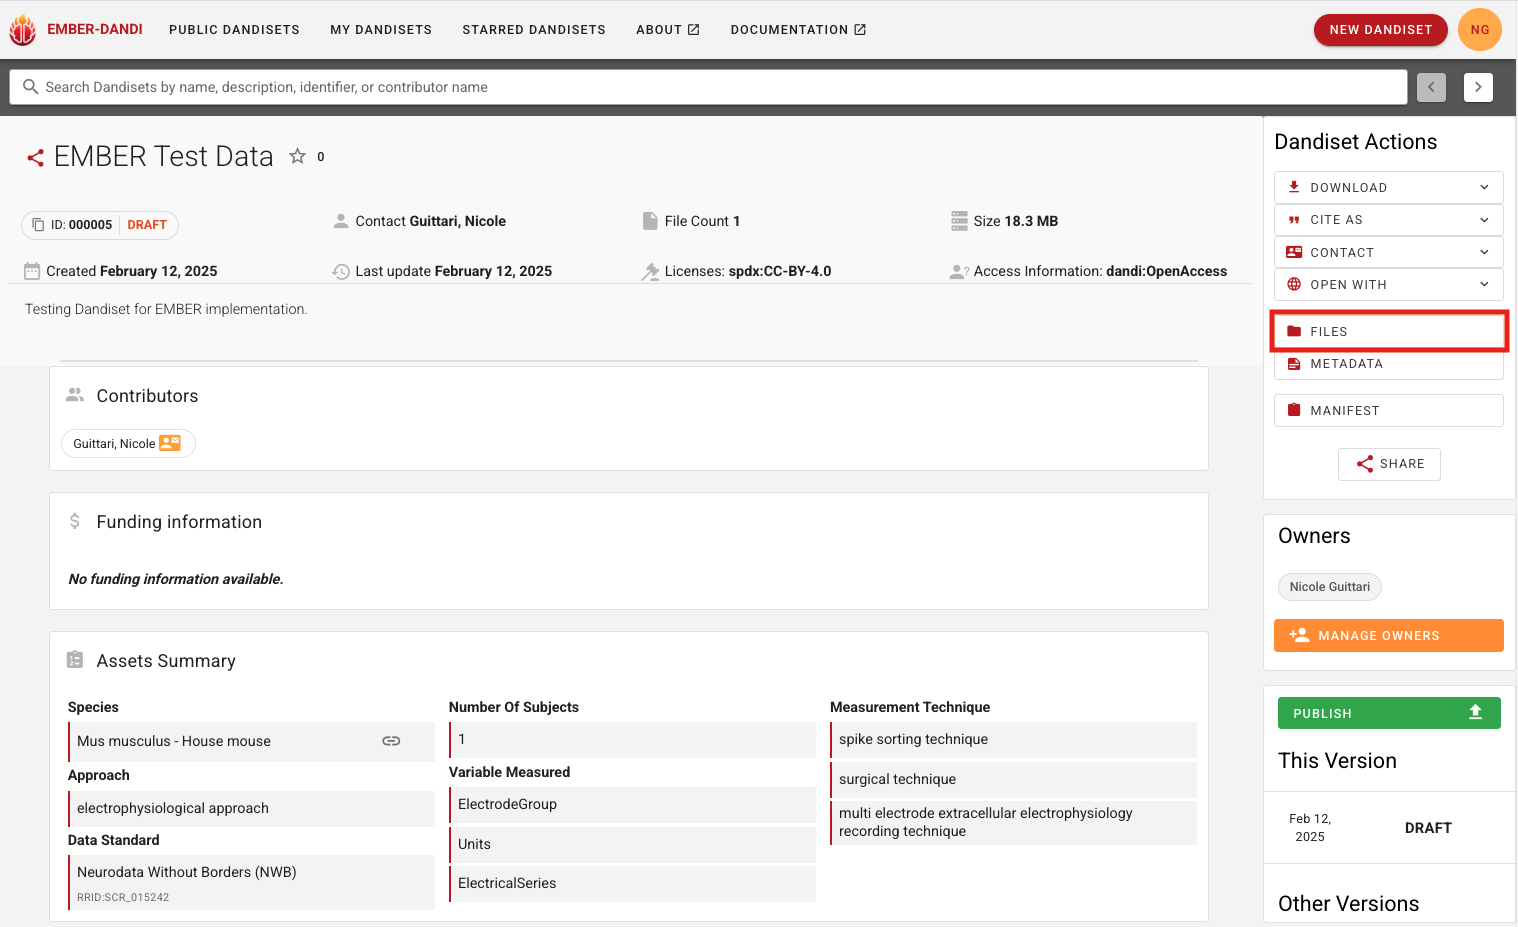 EMBER-DANDI PUBLIC DANDISETS MY DANDISETS STARRED DANDISETS ABOUT DOCUMENTATION NEW DANDISET NG
Search Dandisets by name, description, identifier, or contributor name
EMBER Test Data 0
ID: 000005 DRAFT
Contact Guittari, Nicole
File Count 1
Size 18.3 MB
Created February 12, 2025
Last update February 12, 2025
Licenses: spdx:CC-BY-4.0
Access Information: dandi:OpenAccess
Testing Dandiset for EMBER implementation.
Contributors
Guittari, Nicole
Funding information
No funding information available.
Assets Summary
Species
Mus musculus - House mouse
Approach
electrophysiological approach
Data Standard
Neurodata Without Borders (NWB)
RRID:SCR_015242
Number Of Subjects
1
Variable Measured
ElectrodeGroup
Units
ElectricalSeries
Measurement Technique
spike sorting technique
surgical technique
multi electrode extracellular electrophysiology
recording technique
Dandiset Actions
DOWNLOAD
CITE AS
CONTACT
OPEN WITH
FILES
METADATA
MANIFEST
SHARE
Owners
Nicole Guittari
MANAGE OWNERS
PUBLISH
This Version
Feb 12,
2025
DRAFT
Other Versions